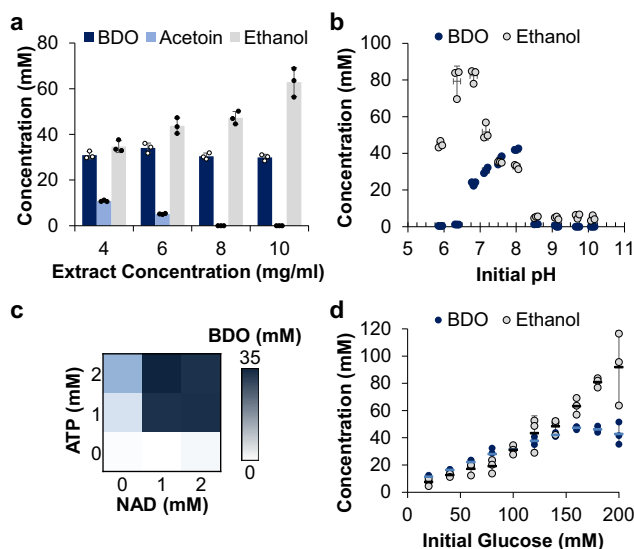 a
BDO Acetoin Ethanol
Concentration (mM)
80
60
40
20
0
4 6 8 10
Extract Concentration (mg/ml)
b
BDO Ethanol
Concentration (mM)
100
80
60
40
20
0
5 6 7 8 9 10 11
Initial pH
c
BDO (mM)
35
0
ATP (mM)
2
1
0
0 1 2
NAD (mM)
d
BDO Ethanol
Concentration (mM)
120
100
80
60
40
20
0
0 50 100 150 200
Initial Glucose (mM)